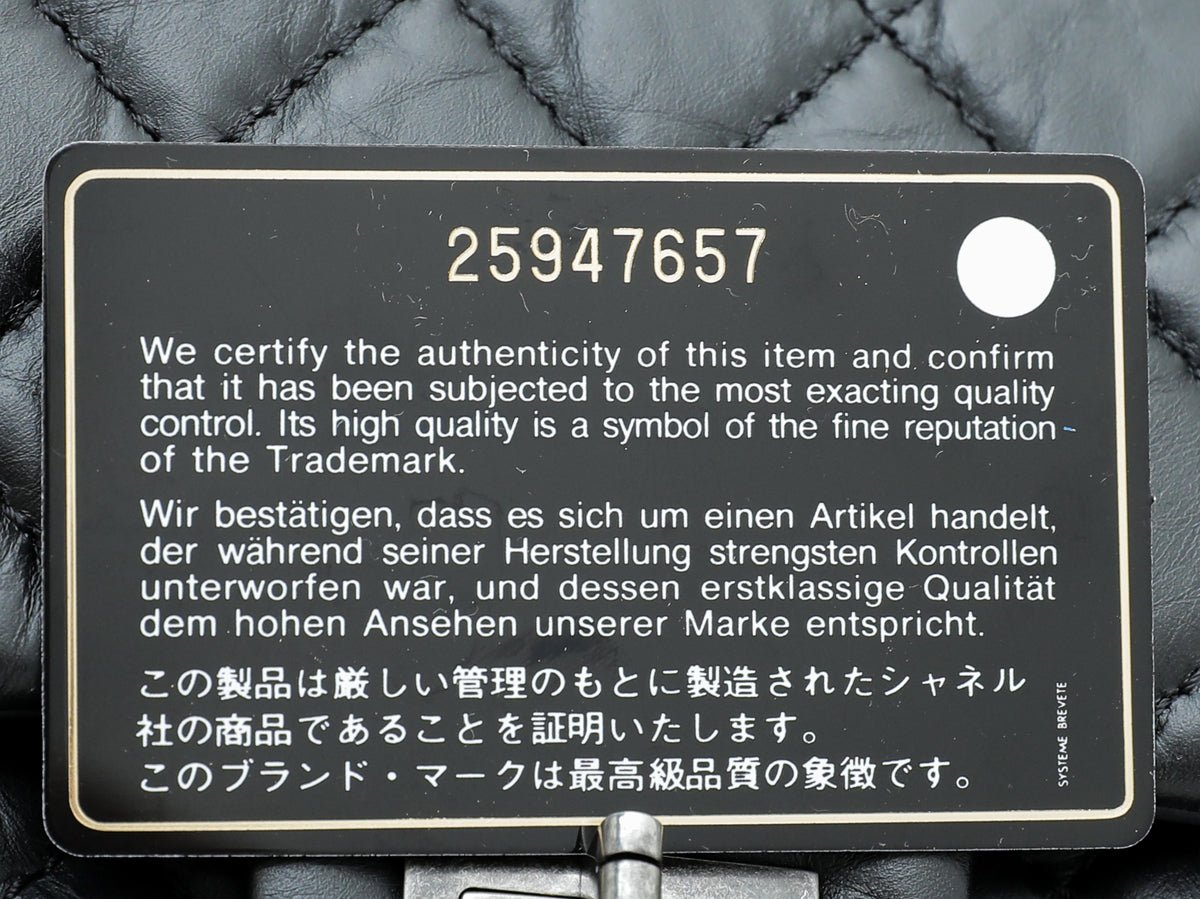 25947657
We certify the authenticity of this item and confirm
that it has been subjected to the most exacting quality
control. Its high quality is a symbol of the fine reputation
of the Trademark.
Wir bestätigen, dass es sich um einen Artikel handelt,
der während seiner Herstellung strengsten Kontrollen
unterworfen war, und dessen erstklassige Qualität
dem hohen Ansehen unserer Marke entspricht.
この製品は厳しい管理のもとに製造されたシャネル
社の商品であることを証明いたします。
このブランド・マークは最高級品質の象徴です。
SYSTEME BREVETE